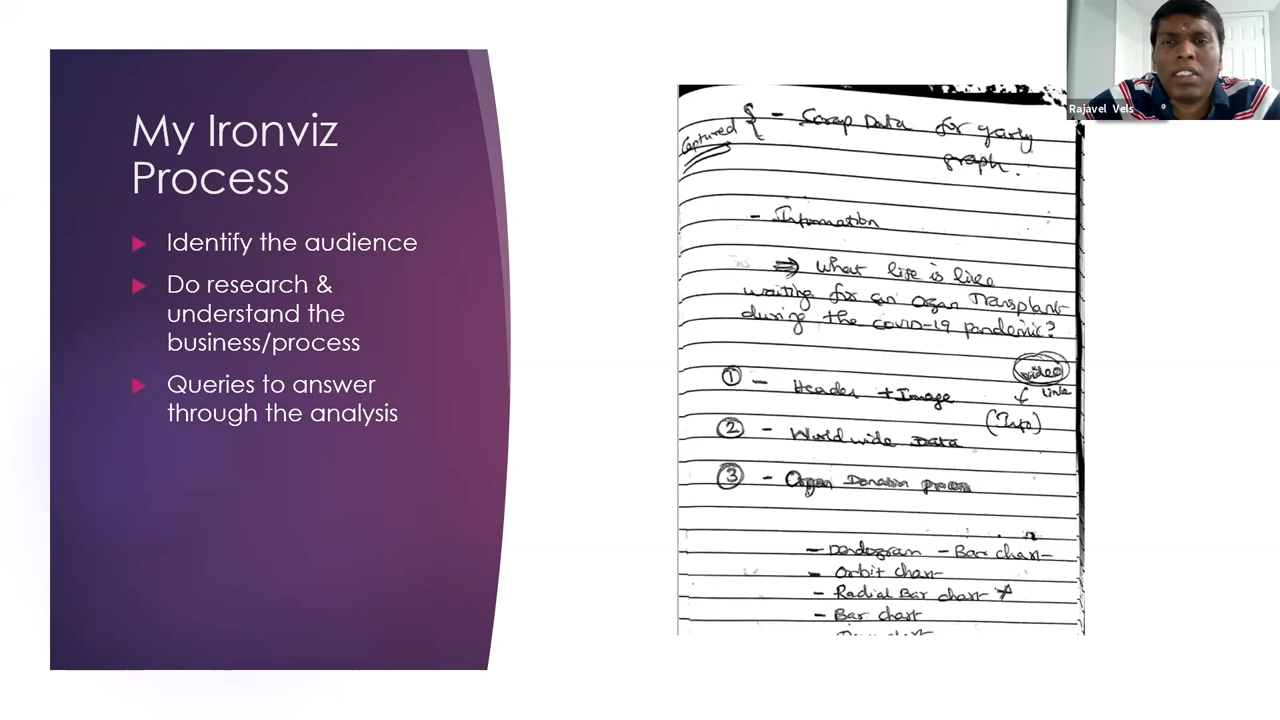 My Ironviz
Process
Identify the audience
Do research &
understand the
business/process
Queries to answer
through the analysis
Rajavel Vels
Captured
- Data for yearly
graph.
- Information
⇒ What life is like
waiting for an Organ Transplant
during the covid-19 pandemic?
video
① - Header + Image
Link
(Info)
② - Worldwide Data
③ - Organ Donation process
- Dendogram - Bar chart
- Orbit chart
- Radial Bar chart
- Bar chart